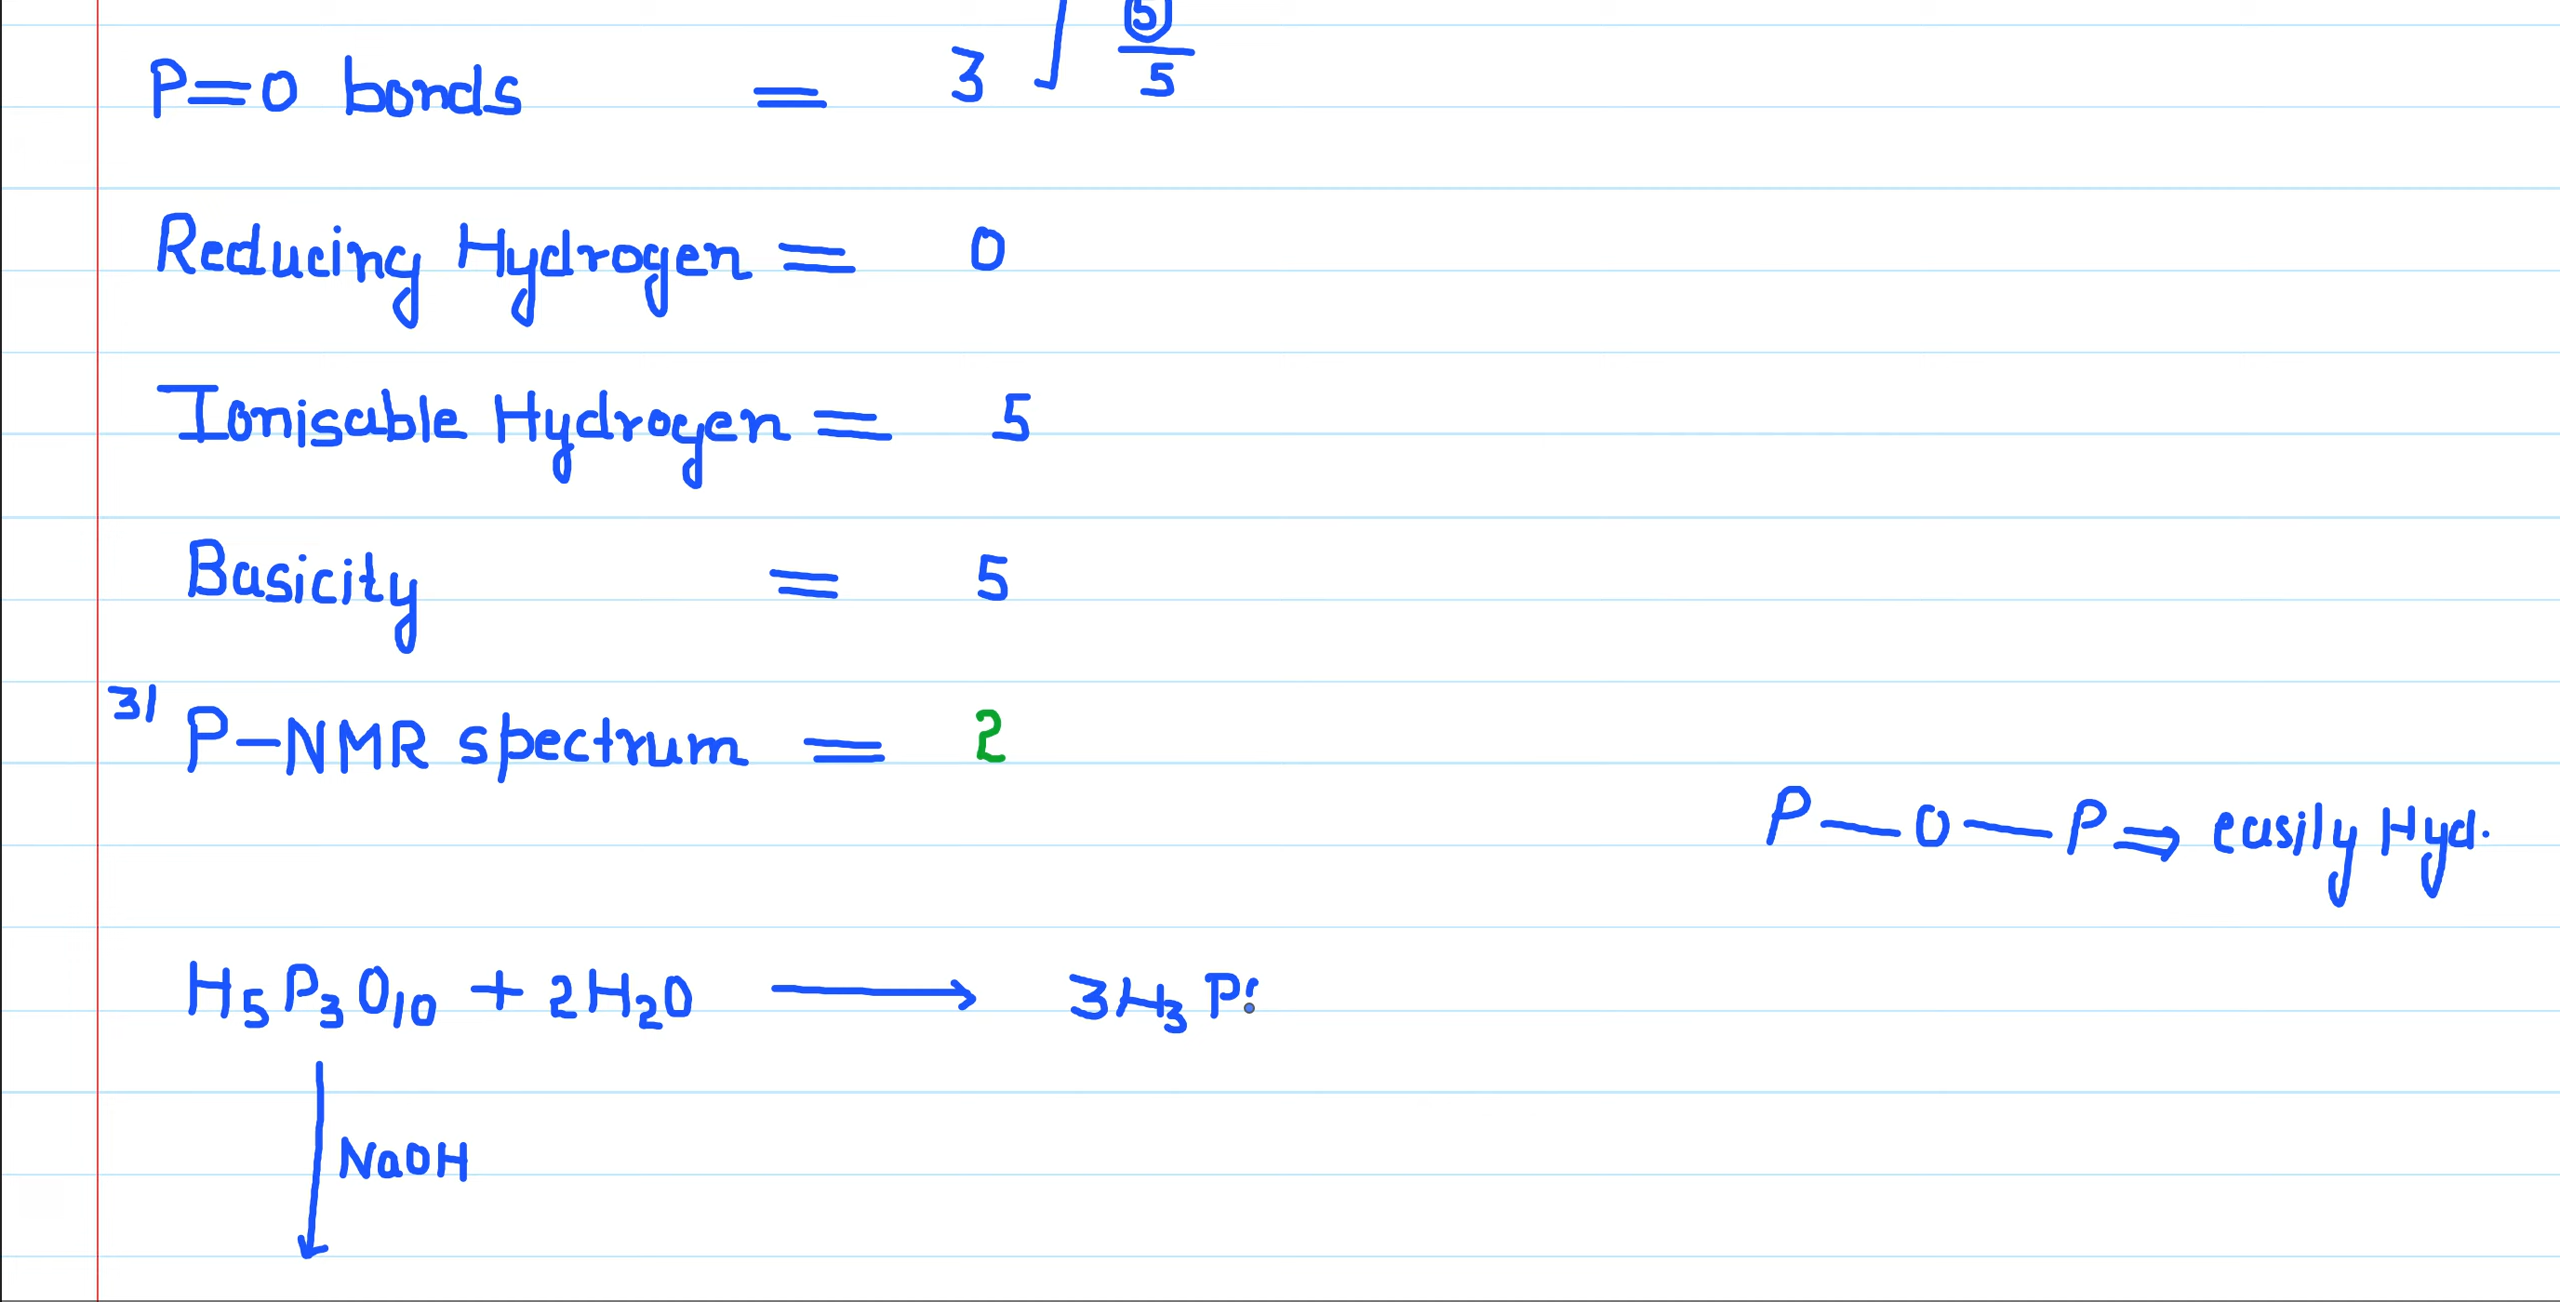 P=O bonds = 3 ⑤/5
Reducing Hydrogen = 0
Ionisable Hydrogen = 5
Basicity = 5
³¹P–NMR spectrum = 2
P—O—P ⇒ easily Hyd.
H₅P₃O₁₀ + 2H₂O ⟶ 3H₃P
↓ NaOH